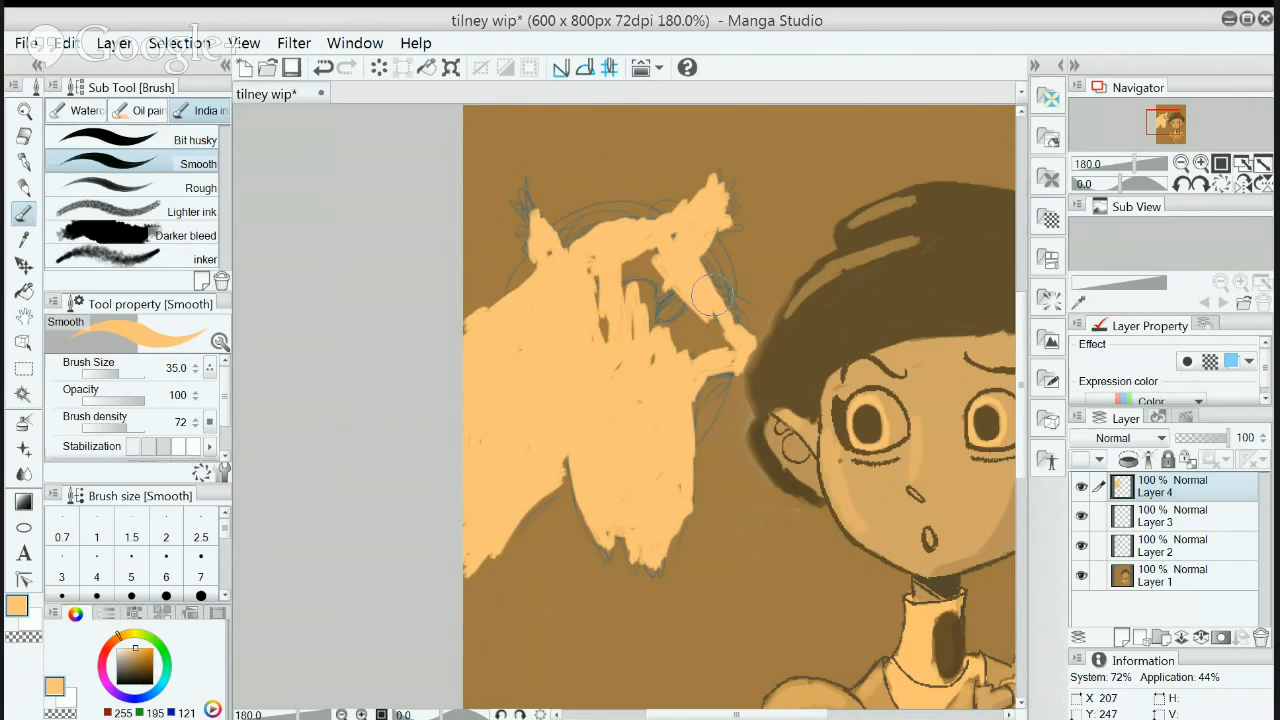 tilney wip* (600 x 800px 72dpi 180.0%) - Manga Studio
File Edit Layer Selection View Filter Window Help
Google+
Sub Tool [Brush]
Waterc Oil pain India in
Bit husky
Smooth
Rough
Lighter ink
Darker bleed
inker
Tool property [Smooth]
Smooth
Brush Size 35.0
Opacity 100
Brush density 72
Stabilization
Brush size [Smooth]
0.7 1 1.5 2 2.5
3 4 5 6 7
255 195 121
tilney wip*
180.0 0.0
Navigator
180.0
0.0
Sub View
Layer Property
Effect
Expression color
Color
Layer
Normal 100
100 % Normal
Layer 4
100 % Normal
Layer 3
100 % Normal
Layer 2
100 % Normal
Layer 1
Information
System: 72% Application: 44%
X 207 H:
Y: 247 V: